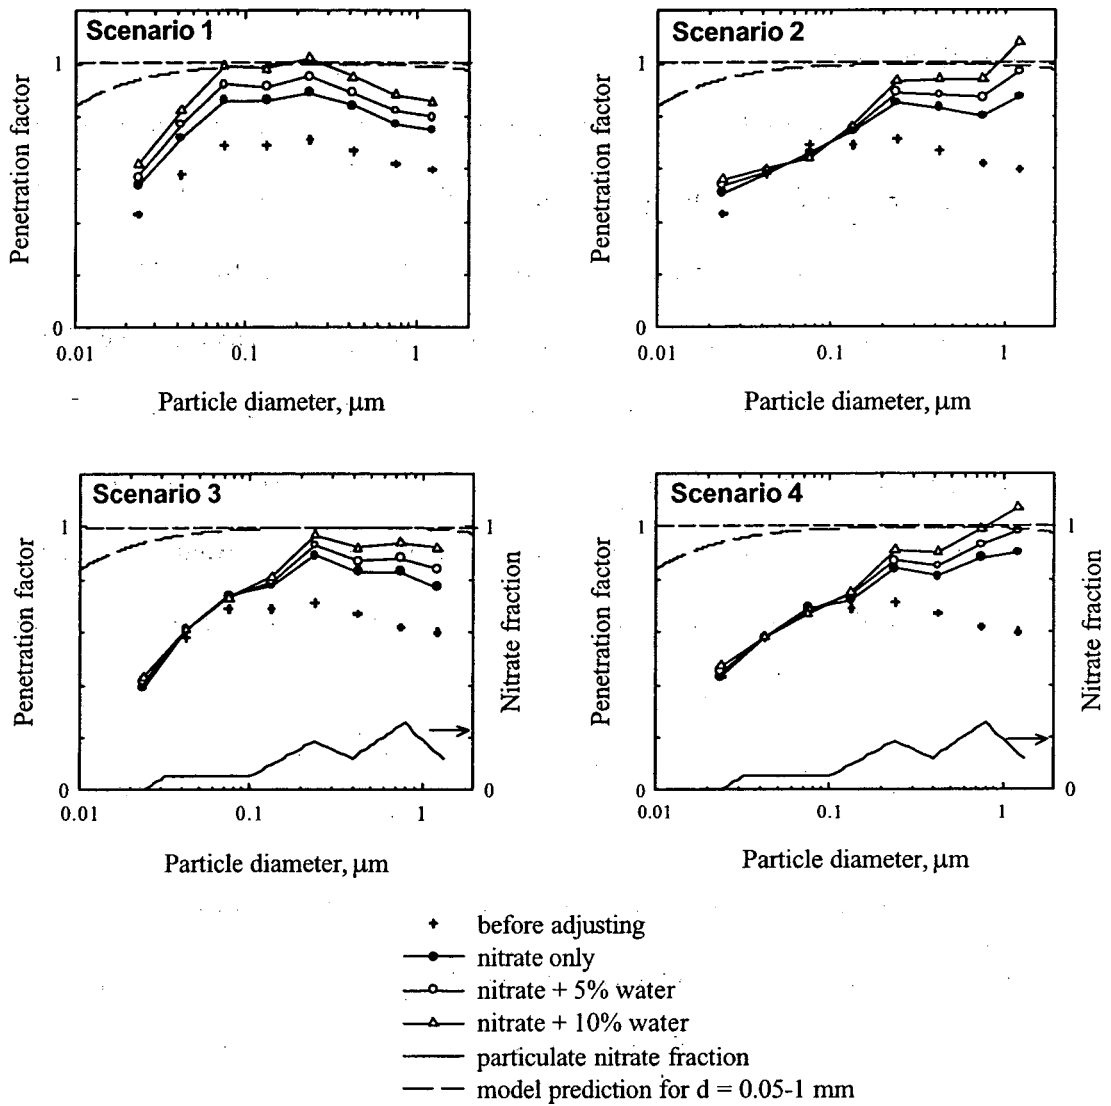 Scenario 1
Penetration factor
1
0
0.01
0.1
1
Particle diameter, μm
Scenario 2
Penetration factor
1
0
0.01
0.1
1
Particle diameter, μm
Scenario 3
Penetration factor
1
0
0.01
0.1
1
1
0
Nitrate fraction
Particle diameter, μm
Scenario 4
Penetration factor
1
0
0.01
0.1
1
1
0
Nitrate fraction
Particle diameter, μm
before adjusting
nitrate only
nitrate + 5% water
nitrate + 10% water
particulate nitrate fraction
model prediction for d = 0.05-1 mm